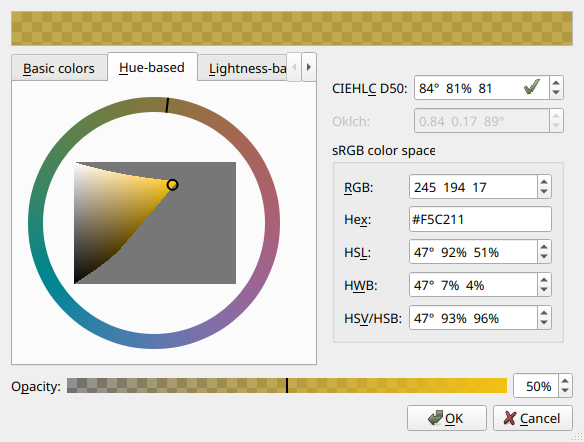 Basic colors
Hue-based
Lightness-ba
CIEHLC D50: 84° 81% 81
Oklch: 0.84 0.17 89°
sRGB color space
RGB: 245 194 17
Hex: #F5C211
HSL: 47° 92% 51%
HWB: 47° 7% 4%
HSV/HSB: 47° 93% 96%
Opacity: 50%
OK
Cancel